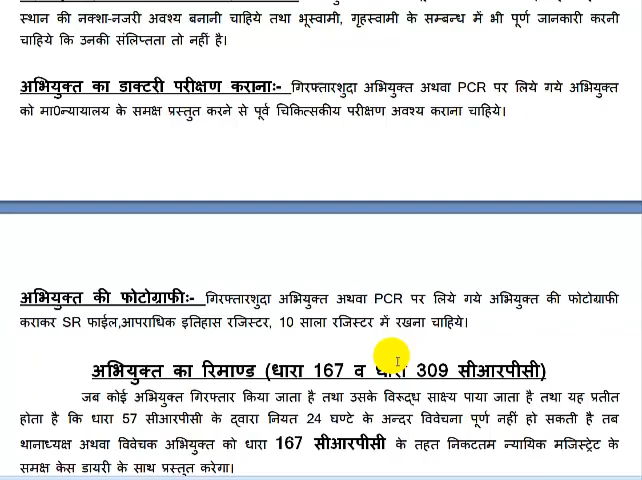 स्थान की नक्शा-नजरी अवश्य बनानी चाहिये तथा भूस्वामी, गृहस्वामी के सम्बन्ध में भी पूर्ण जानकारी करनी
चाहिये कि उनकी संलिप्तता तो नहीं है।
अभियुक्त का डाक्टरी परीक्षण करानाः- गिरफ्तारशुदा अभियुक्त अथवा PCR पर लिये गये अभियुक्त
को मा0न्यायालय के समक्ष प्रस्तुत करने से पूर्व चिकित्सकीय परीक्षण अवश्य कराना चाहिये।
अभियुक्त की फोटोग्राफीः- गिरफ्तारशुदा अभियुक्त अथवा PCR पर लिये गये अभियुक्त की फोटोग्राफी
कराकर SR फाईल,आपराधिक इतिहास रजिस्टर, 10 साला रजिस्टर में रखना चाहिये।
अभियुक्त का रिमाण्ड (धारा 167 व धारा 309 सीआरपीसी)
जब कोई अभियुक्त गिरफ्तार किया जाता है तथा उसके विरूद्ध साक्ष्य पाया जाता है तथा यह प्रतीत
होता है कि धारा 57 सीआरपीसी के द्वारा नियत 24 घण्टे के अन्दर विवेचना पूर्ण नहीं हो सकती है तब
थानाध्यक्ष अथवा विवेचक अभियुक्त को धारा 167 सीआरपीसी के तहत निकटतम न्यायिक मजिस्ट्रेट के
समक्ष केस डायरी के साथ प्रस्तुत करेगा।